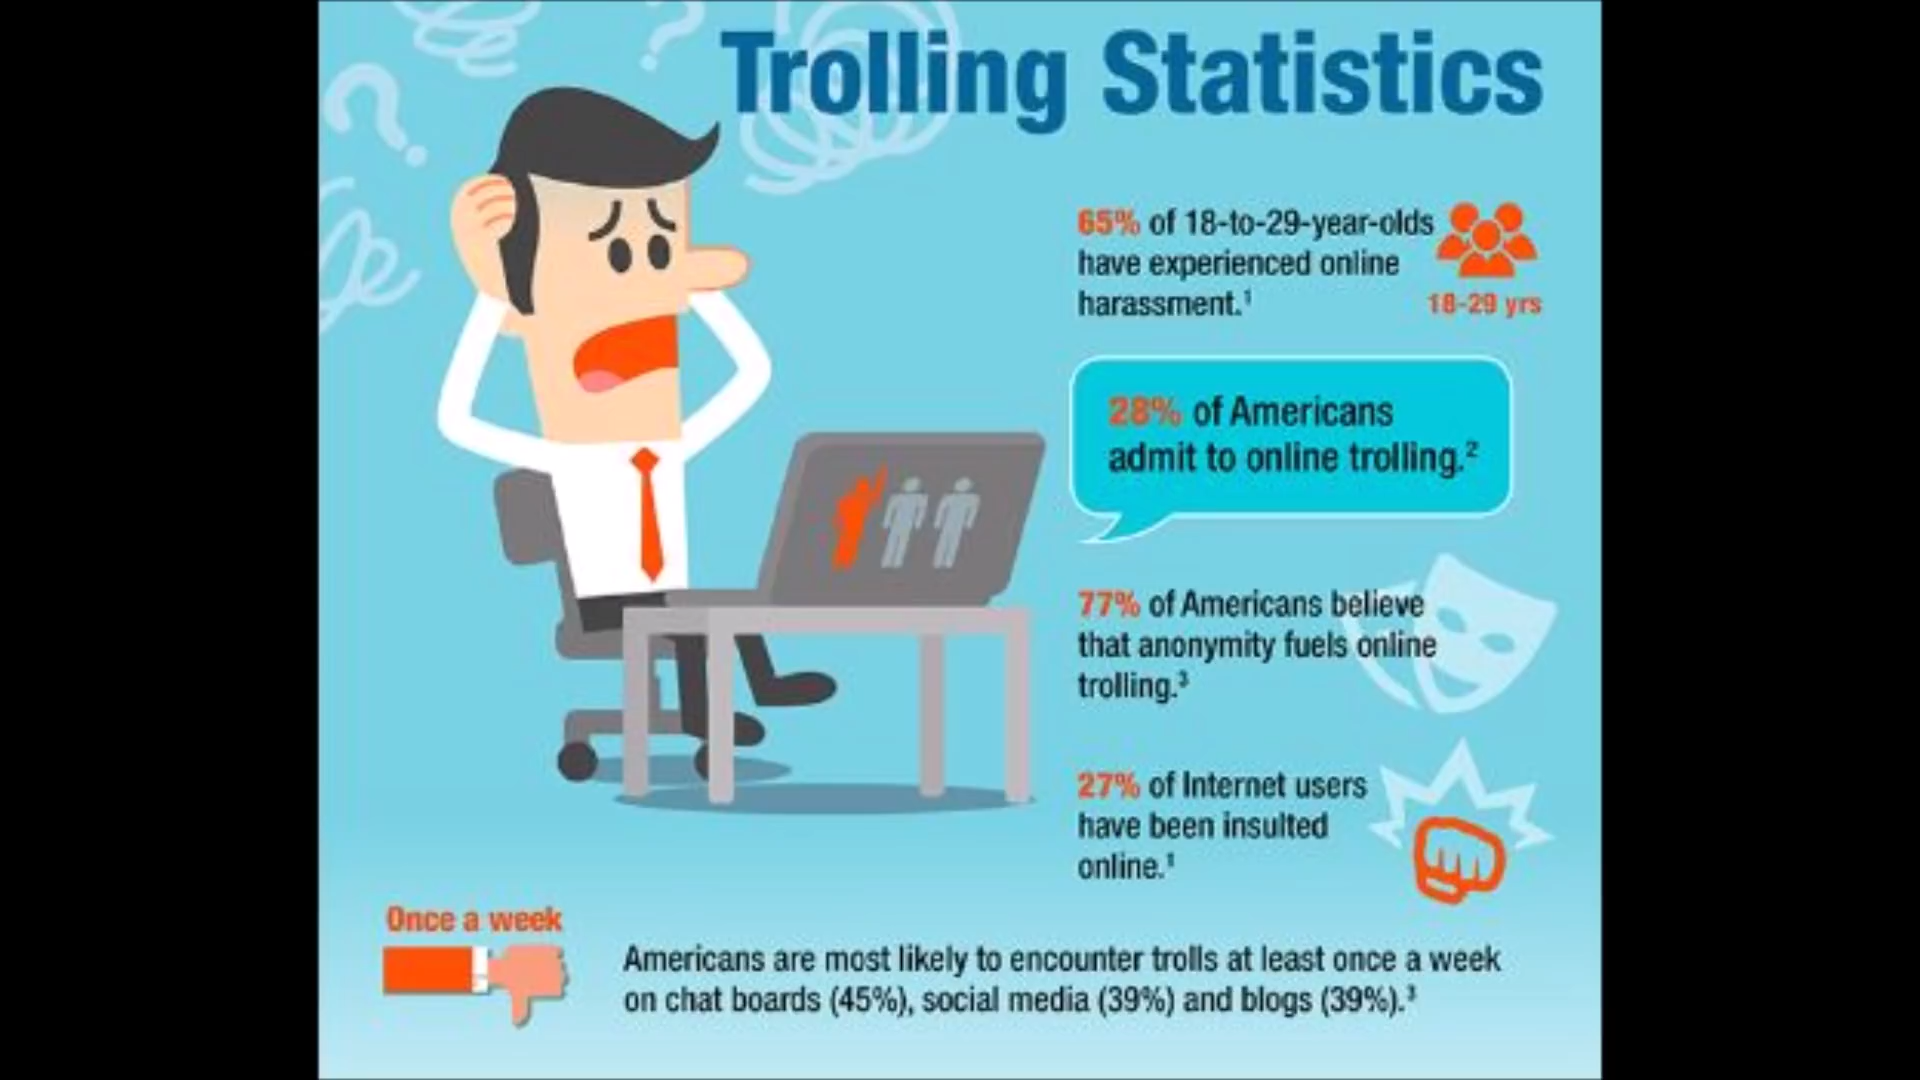 Trolling Statistics
65% of 18-to-29-year-olds
have experienced online
harassment.¹
18-29 yrs
28% of Americans
admit to online trolling.²
77% of Americans believe
that anonymity fuels online
trolling.³
27% of Internet users
have been insulted
online.¹
Once a week
Americans are most likely to encounter trolls at least once a week
on chat boards (45%), social media (39%) and blogs (39%).³